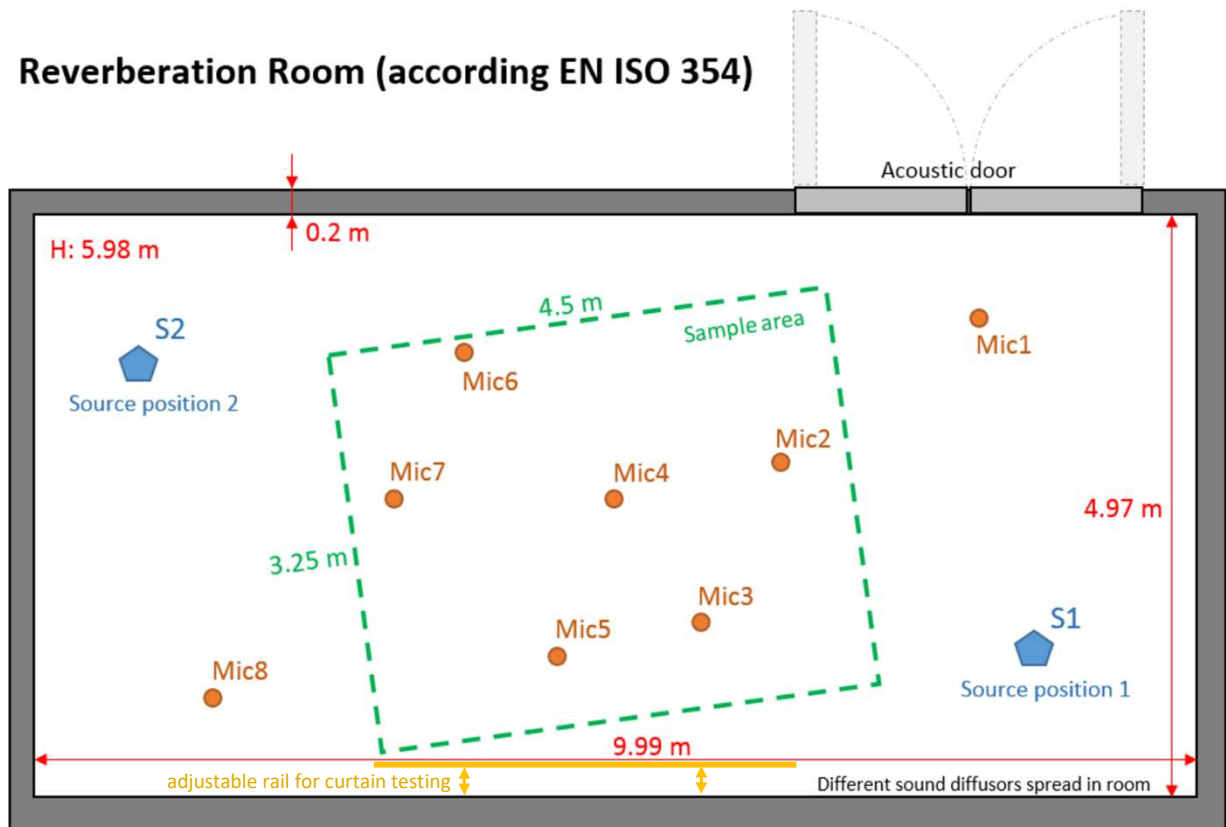 Reverberation Room (according EN ISO 354)
Acoustic door
H: 5.98 m
0.2 m
4.5 m
Sample area
S2
Source position 2
Mic1
Mic6
Mic2
Mic7
Mic4
4.97 m
3.25 m
Mic3
Mic5
S1
Source position 1
Mic8
9.99 m
adjustable rail for curtain testing
Different sound diffusors spread in room